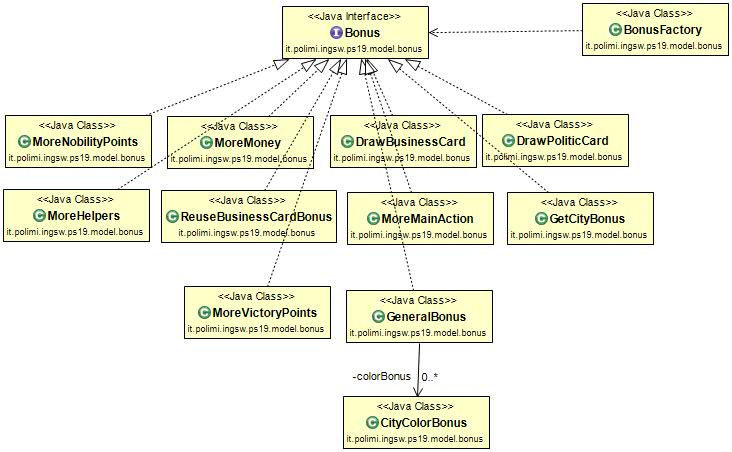 <<Java Interface>>
Bonus
it.polimi.ingsw.ps19.model.bonus
<<Java Class>>
BonusFactory
it.polimi.ingsw.ps19.model.bonus
<<Java Class>>
MoreNobilityPoints
it.polimi.ingsw.ps19.model.bonus
<<Java Class>>
MoreMoney
it.polimi.ingsw.ps19.model.bonus
<<Java Class>>
DrawBusinessCard
it.polimi.ingsw.ps19.model.bonus
<<Java Class>>
DrawPoliticCard
it.polimi.ingsw.ps19.model.bonus
<<Java Class>>
MoreHelpers
it.polimi.ingsw.ps19.model.bonus
<<Java Class>>
ReuseBusinessCardBonus
it.polimi.ingsw.ps19.model.bonus
<<Java Class>>
MoreMainAction
it.polimi.ingsw.ps19.model.bonus
<<Java Class>>
GetCityBonus
it.polimi.ingsw.ps19.model.bonus
<<Java Class>>
MoreVictoryPoints
it.polimi.ingsw.ps19.model.bonus
<<Java Class>>
GeneralBonus
it.polimi.ingsw.ps19.model.bonus
-colorBonus 0..*
<<Java Class>>
CityColorBonus
it.polimi.ingsw.ps19.model.bonus